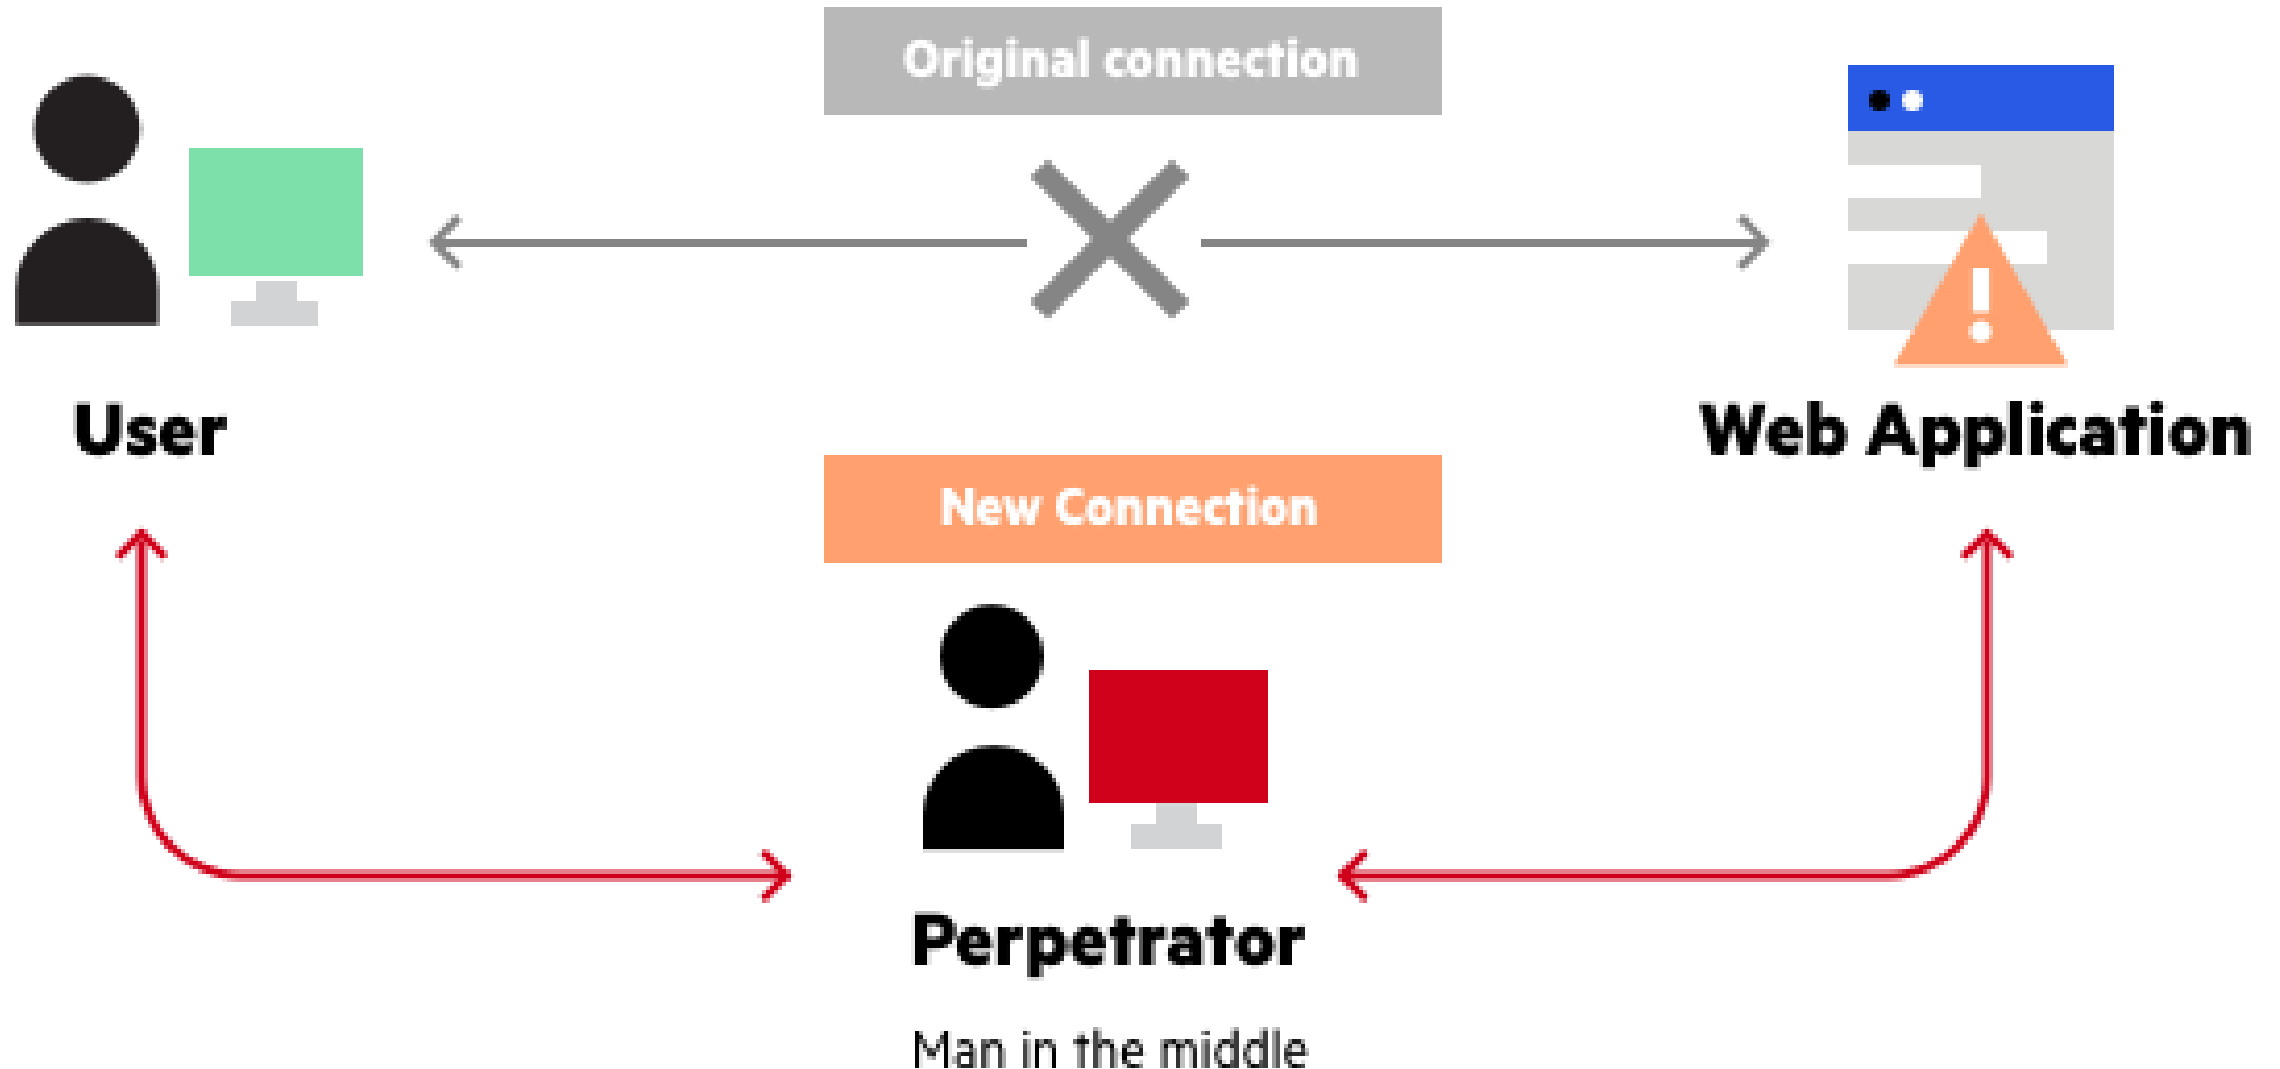 Original connection
User
Web Application
New Connection
Perpetrator
Man in the middle